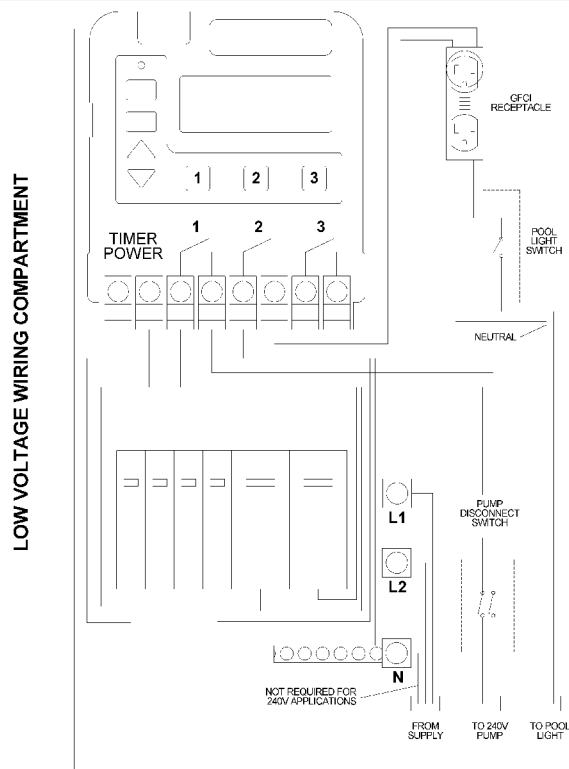 LOW VOLTAGE WIRING COMPARTMENT
GFCI
RECEPTACLE
1 2 3
TIMER
POWER
1 2 3
POOL
LIGHT
SWITCH
NEUTRAL
L1
PUMP
DISCONNECT
SWITCH
L2
N
NOT REQUIRED FOR
240V APPLICATIONS
FROM
SUPPLY
TO 240V
PUMP
TO POOL
LIGHT